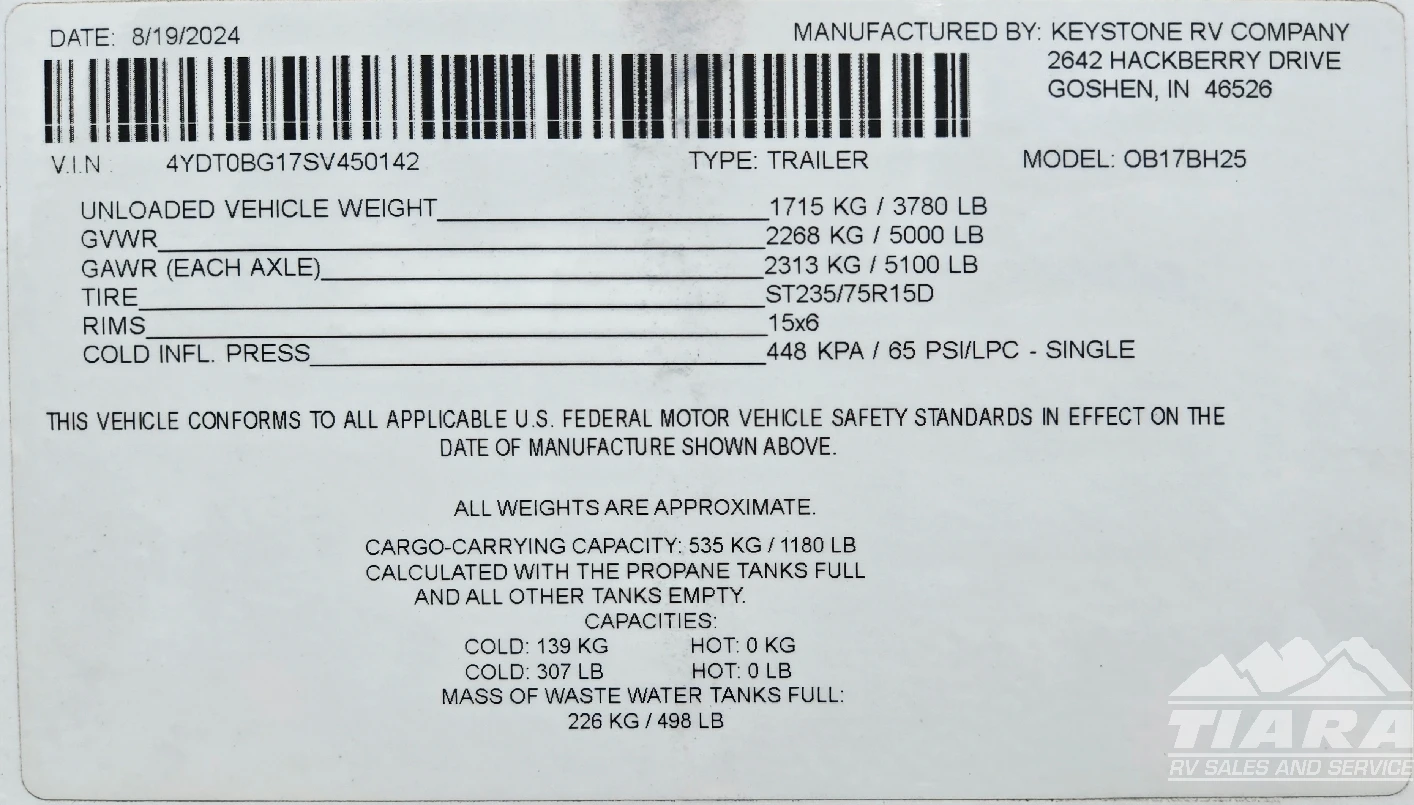 DATE: 8/19/2024
MANUFACTURED BY: KEYSTONE RV COMPANY
2642 HACKBERRY DRIVE
GOSHEN, IN 46526
V.I.N 4YDT0BG17SV450142 TYPE: TRAILER MODEL: OB17BH25
UNLOADED VEHICLE WEIGHT 1715 KG / 3780 LB
GVWR 2268 KG / 5000 LB
GAWR (EACH AXLE) 2313 KG / 5100 LB
TIRE ST235/75R15D
RIMS 15x6
COLD INFL. PRESS 448 KPA / 65 PSI/LPC - SINGLE
THIS VEHICLE CONFORMS TO ALL APPLICABLE U.S. FEDERAL MOTOR VEHICLE SAFETY STANDARDS IN EFFECT ON THE
DATE OF MANUFACTURE SHOWN ABOVE.
ALL WEIGHTS ARE APPROXIMATE.
CARGO-CARRYING CAPACITY: 535 KG / 1180 LB
CALCULATED WITH THE PROPANE TANKS FULL
AND ALL OTHER TANKS EMPTY.
CAPACITIES:
COLD: 139 KG HOT: 0 KG
COLD: 307 LB HOT: 0 LB
MASS OF WASTE WATER TANKS FULL:
226 KG / 498 LB
TIARA
RV SALES AND SERVICE